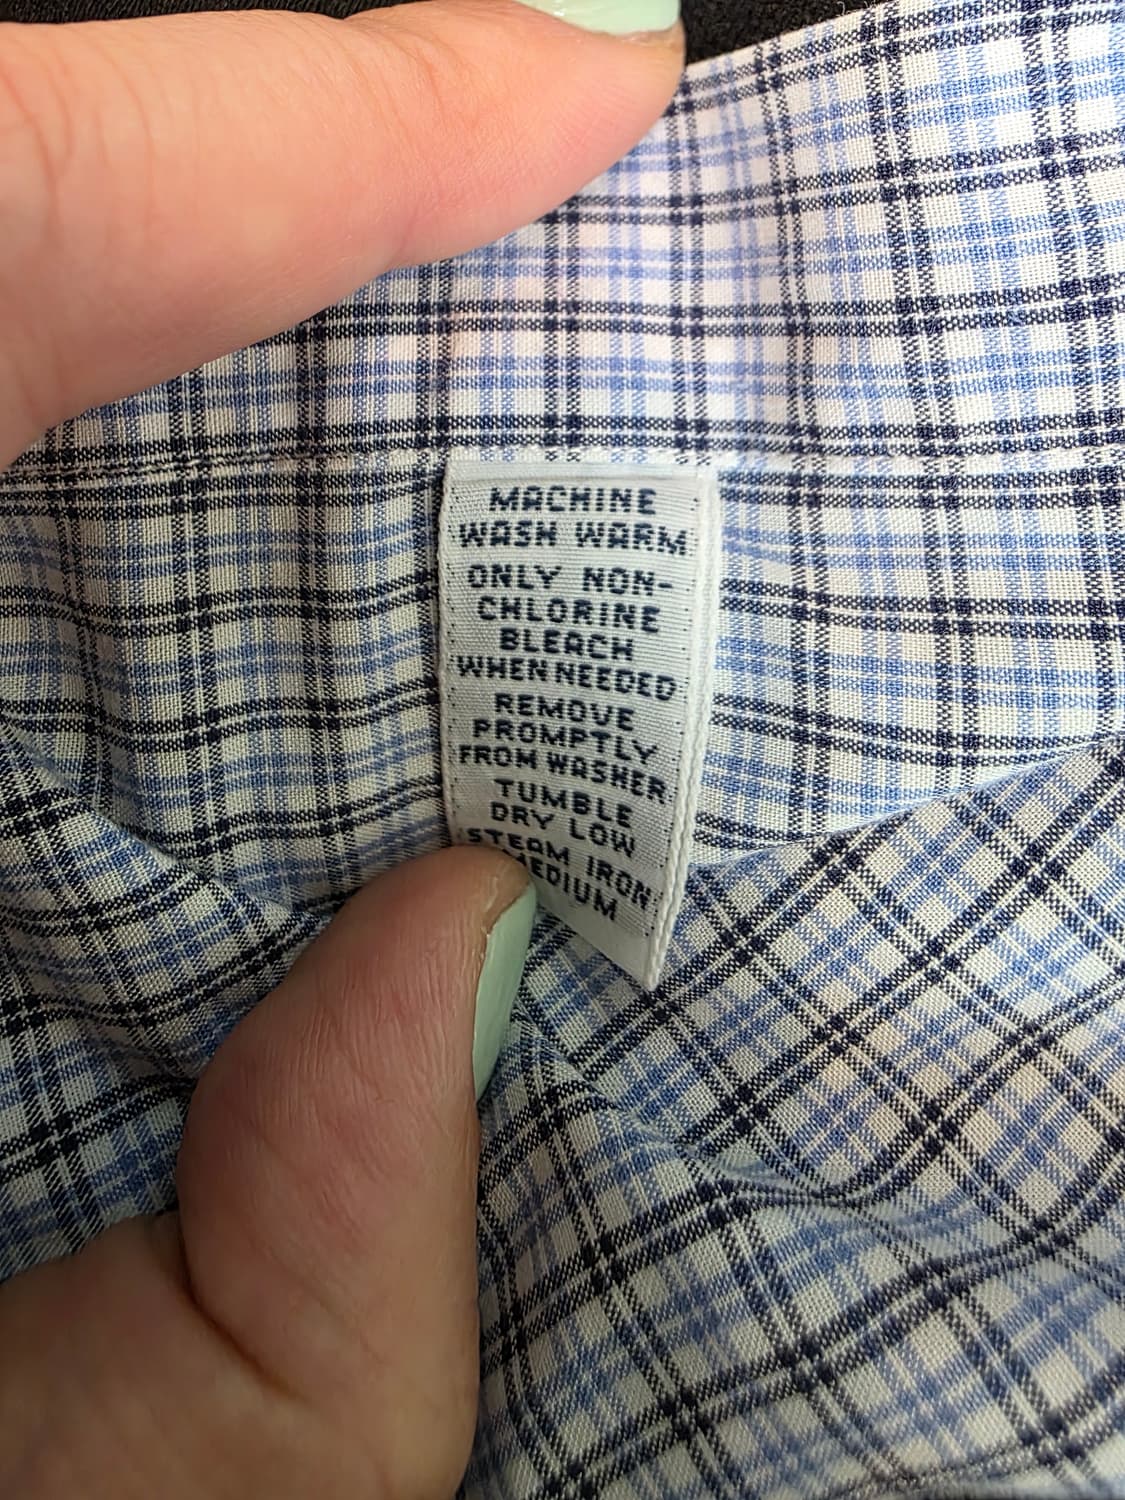 MACHINE
WASH WARM
ONLY NON-
CHLORINE
BLEACH
WHEN NEEDED
REMOVE
PROMPTLY
FROM WASHER
TUMBLE
DRY LOW
STEAM IRON
MEDIUM